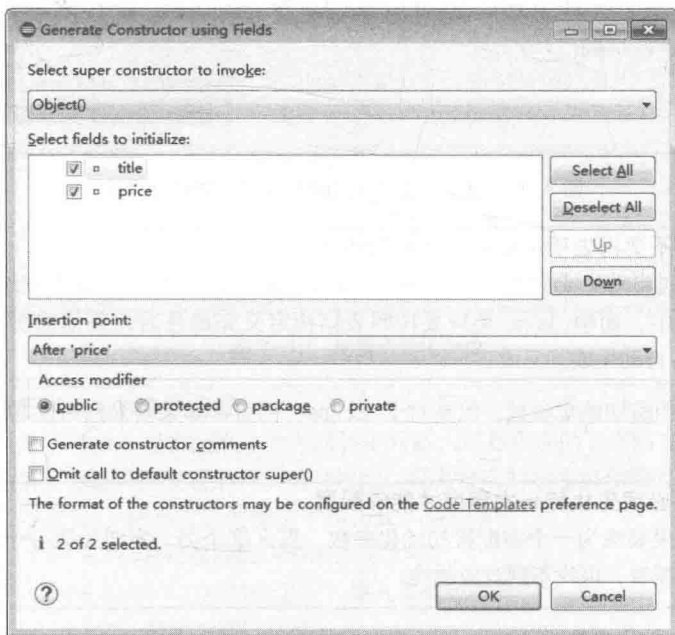 Generate Constructor using Fields
Select super constructor to invoke:
Object()
Select fields to initialize:
title
price
Select All
Deselect All
Up
Down
Insertion point:
After 'price'
Access modifier
public protected package private
Generate constructor comments
Omit call to default constructor super()
The format of the constructors may be configured on the Code Templates preference page.
i 2 of 2 selected.
?
OK Cancel